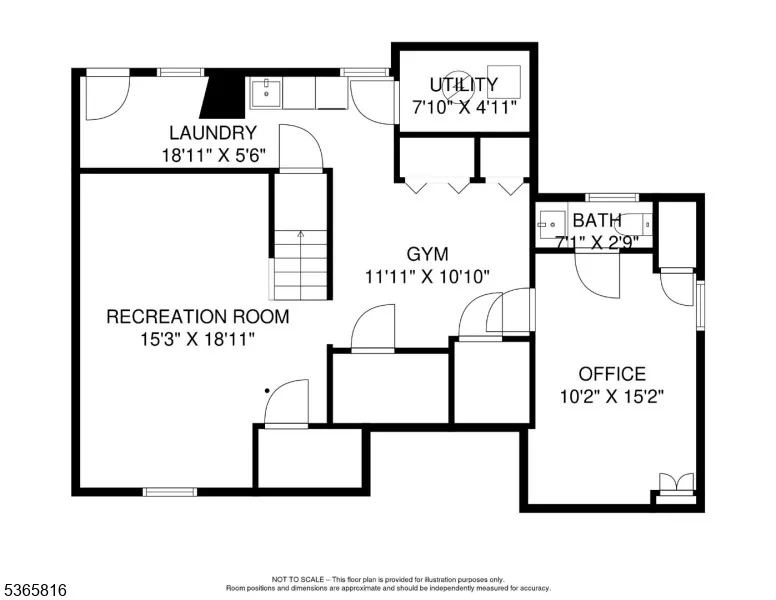 UTILITY
7'10" X 4'11"
LAUNDRY
18'11" X 5'6"
BATH
7'1" X 2'9"
GYM
11'11" X 10'10"
RECREATION ROOM
15'3" X 18'11"
OFFICE
10'2" X 15'2"
NOT TO SCALE – This floor plan is provided for illustration purposes only.
Room positions and dimensions are approximate and should be independently measured for accuracy.
5365816